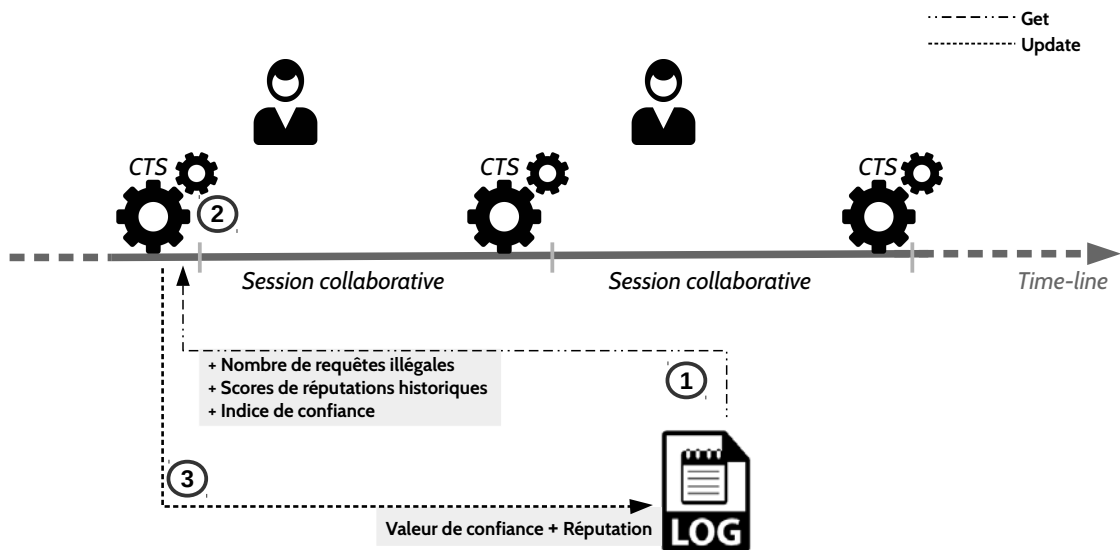 Get
Update
CTS
CTS
CTS
2
Session collaborative
Session collaborative
Time-line
+ Nombre de requêtes illégales
+ Scores de réputations historiques
+ Indice de confiance
1
3
Valeur de confiance + Réputation
LOG